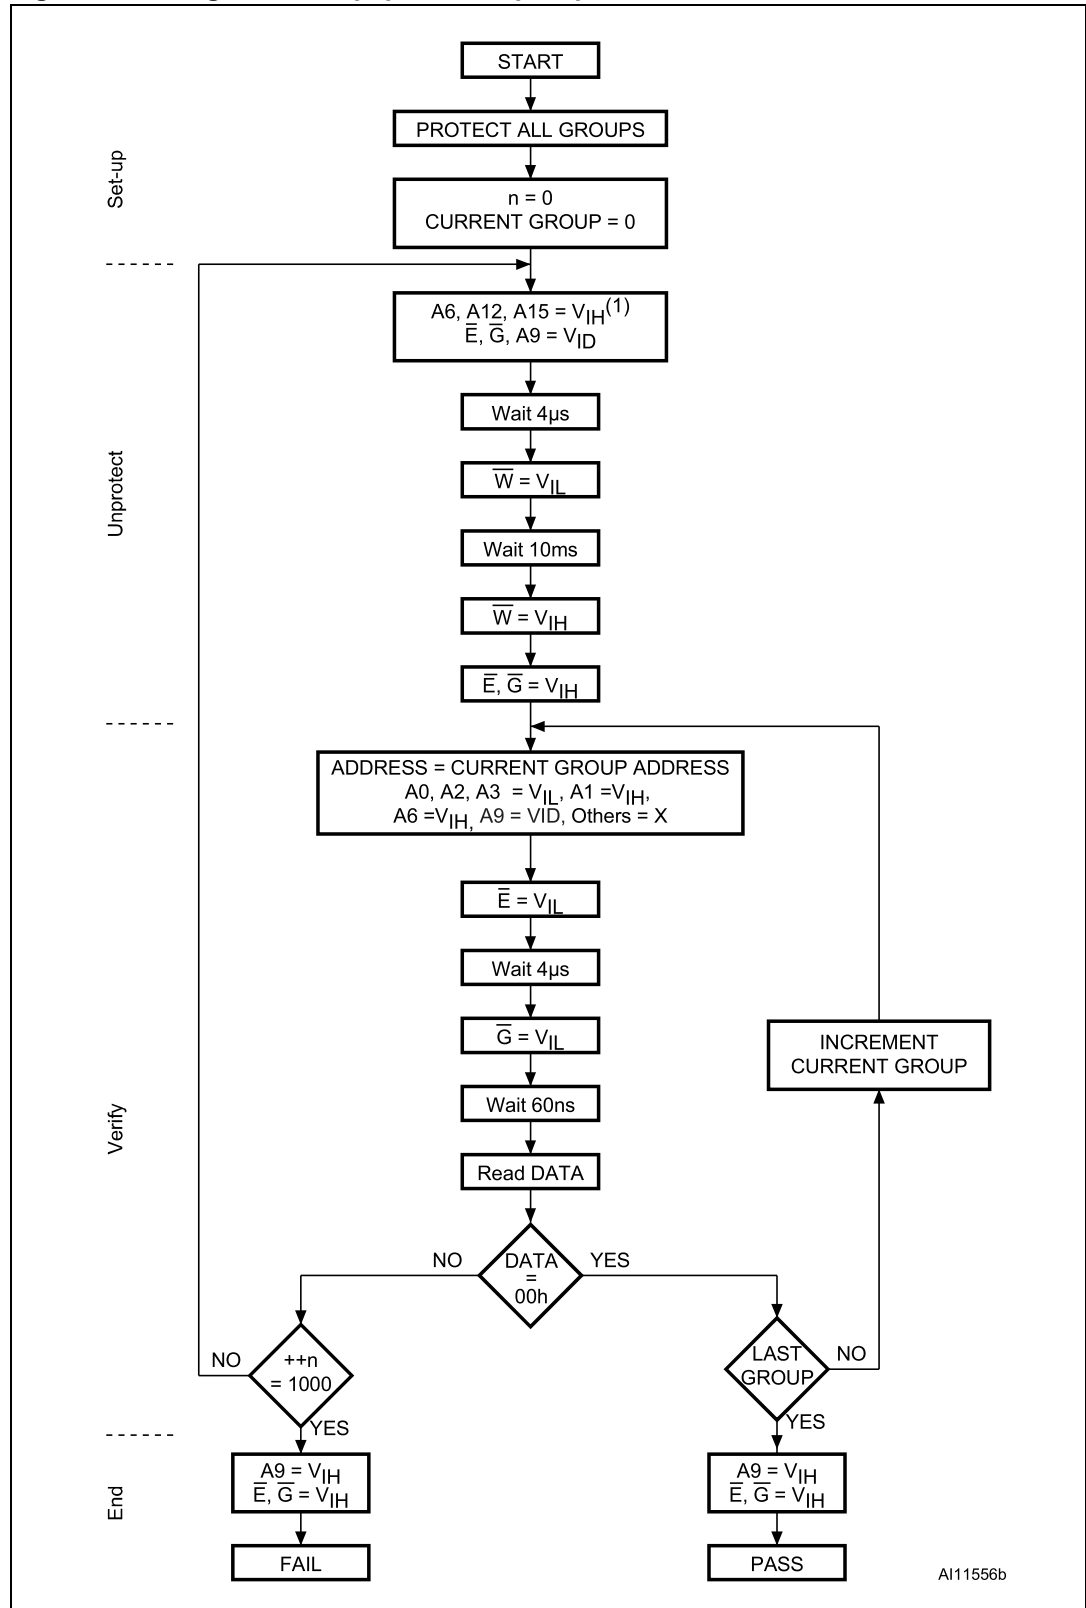 START
PROTECT ALL GROUPS
Set-up
n = 0
CURRENT GROUP = 0
A6, A12, A15 = VIH(1)
E̅, G̅, A9 = VID
Wait 4µs
Unprotect
W̅ = VIL
Wait 10ms
W̅ = VIH
E̅, G̅ = VIH
ADDRESS = CURRENT GROUP ADDRESS
A0, A2, A3 = VIL, A1 =VIH,
A6 =VIH, A9 = VID, Others = X
E̅ = VIL
Wait 4µs
G̅ = VIL
INCREMENT
CURRENT GROUP
Wait 60ns
Verify
Read DATA
NO
DATA
=
00h
YES
NO
++n
= 1000
YES
LAST
GROUP
NO
YES
End
A9 = VIH
E̅, G̅ = VIH
A9 = VIH
E̅, G̅ = VIH
FAIL
PASS
AI11556b